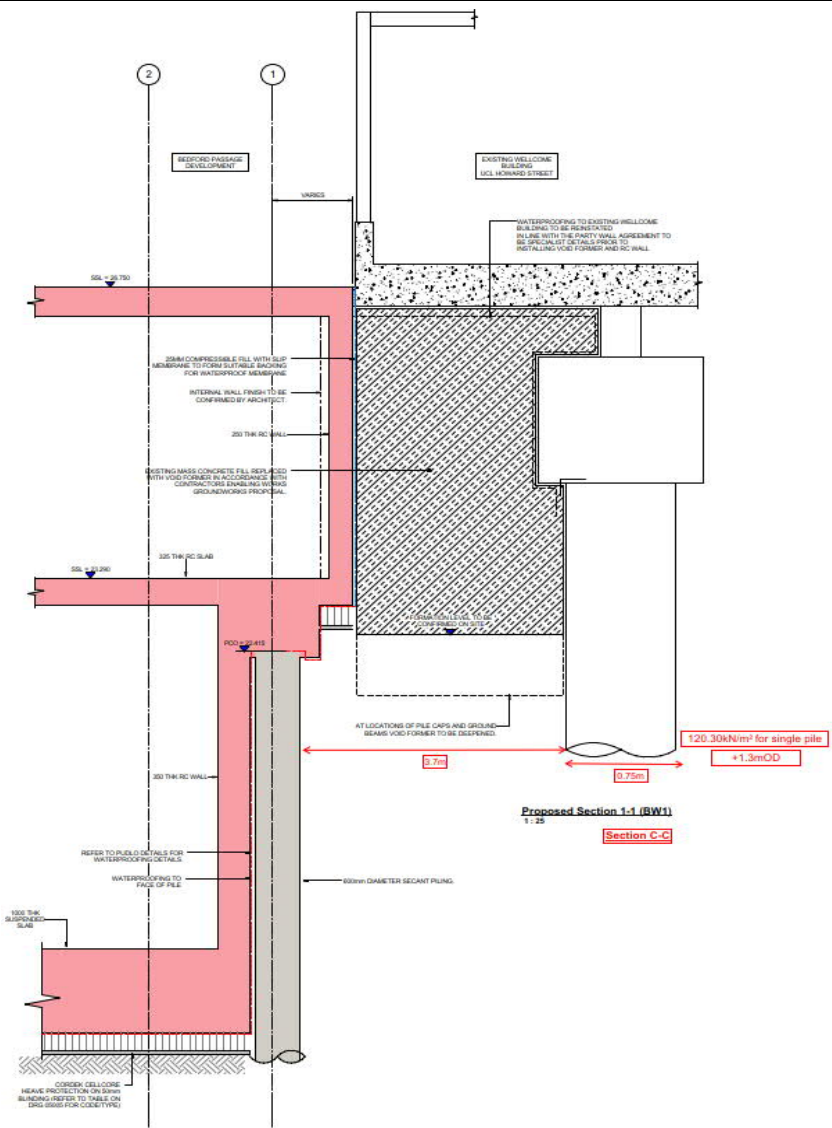 2
1
BEDFORD PASSAGE
DEVELOPMENT
EXISTING WELLCOME
BUILDING
UCL HOWARD STREET
VARIES
WATERPROOFING TO EXISTING WELLCOME
BUILDING TO BE REINSTATED
IN LINE WITH THE PARTY WALL AGREEMENT TO
BE SPECIALIST DETAILS PRIOR TO
INSTALLING VOID FORMER AND RC WALL
SSL = 26.750
25MM COMPRESSIBLE FILL WITH SLIP
MEMBRANE TO FORM SUITABLE BACKING
FOR WATERPROOF MEMBRANE
INTERNAL WALL FINISH TO BE
CONFIRMED BY ARCHITECT.
250 THK RC WALL
EXISTING MASS CONCRETE FILL REPLACED
WITH VOID FORMER IN ACCORDANCE WITH
CONTRACTORS ENABLING WORKS
GROUNDWORKS PROPOSAL.
325 THK RC SLAB
SSL = 23.290
FORMATION LEVEL TO BE
CONFIRMED ON SITE
PCO = 22.415
AT LOCATIONS OF PILE CAPS AND GROUND
BEAMS VOID FORMER TO BE DEEPENED.
120.30kN/m² for single pile
+1.3mOD
3.7m
0.75m
350 THK RC WALL
Proposed Section 1-1 (BW1)
1 : 25
Section C-C
REFER TO PUDLO DETAILS FOR
WATERPROOFING DETAILS
WATERPROOFING TO
FACE OF PILE
600mm DIAMETER SECANT PILING.
1000 THK
SUSPENDED
SLAB
CORDEK CELLCORE
HEAVE PROTECTION ON 50mm
BLINDING (REFER TO TABLE ON
DRG FOR CODE/TYPE)